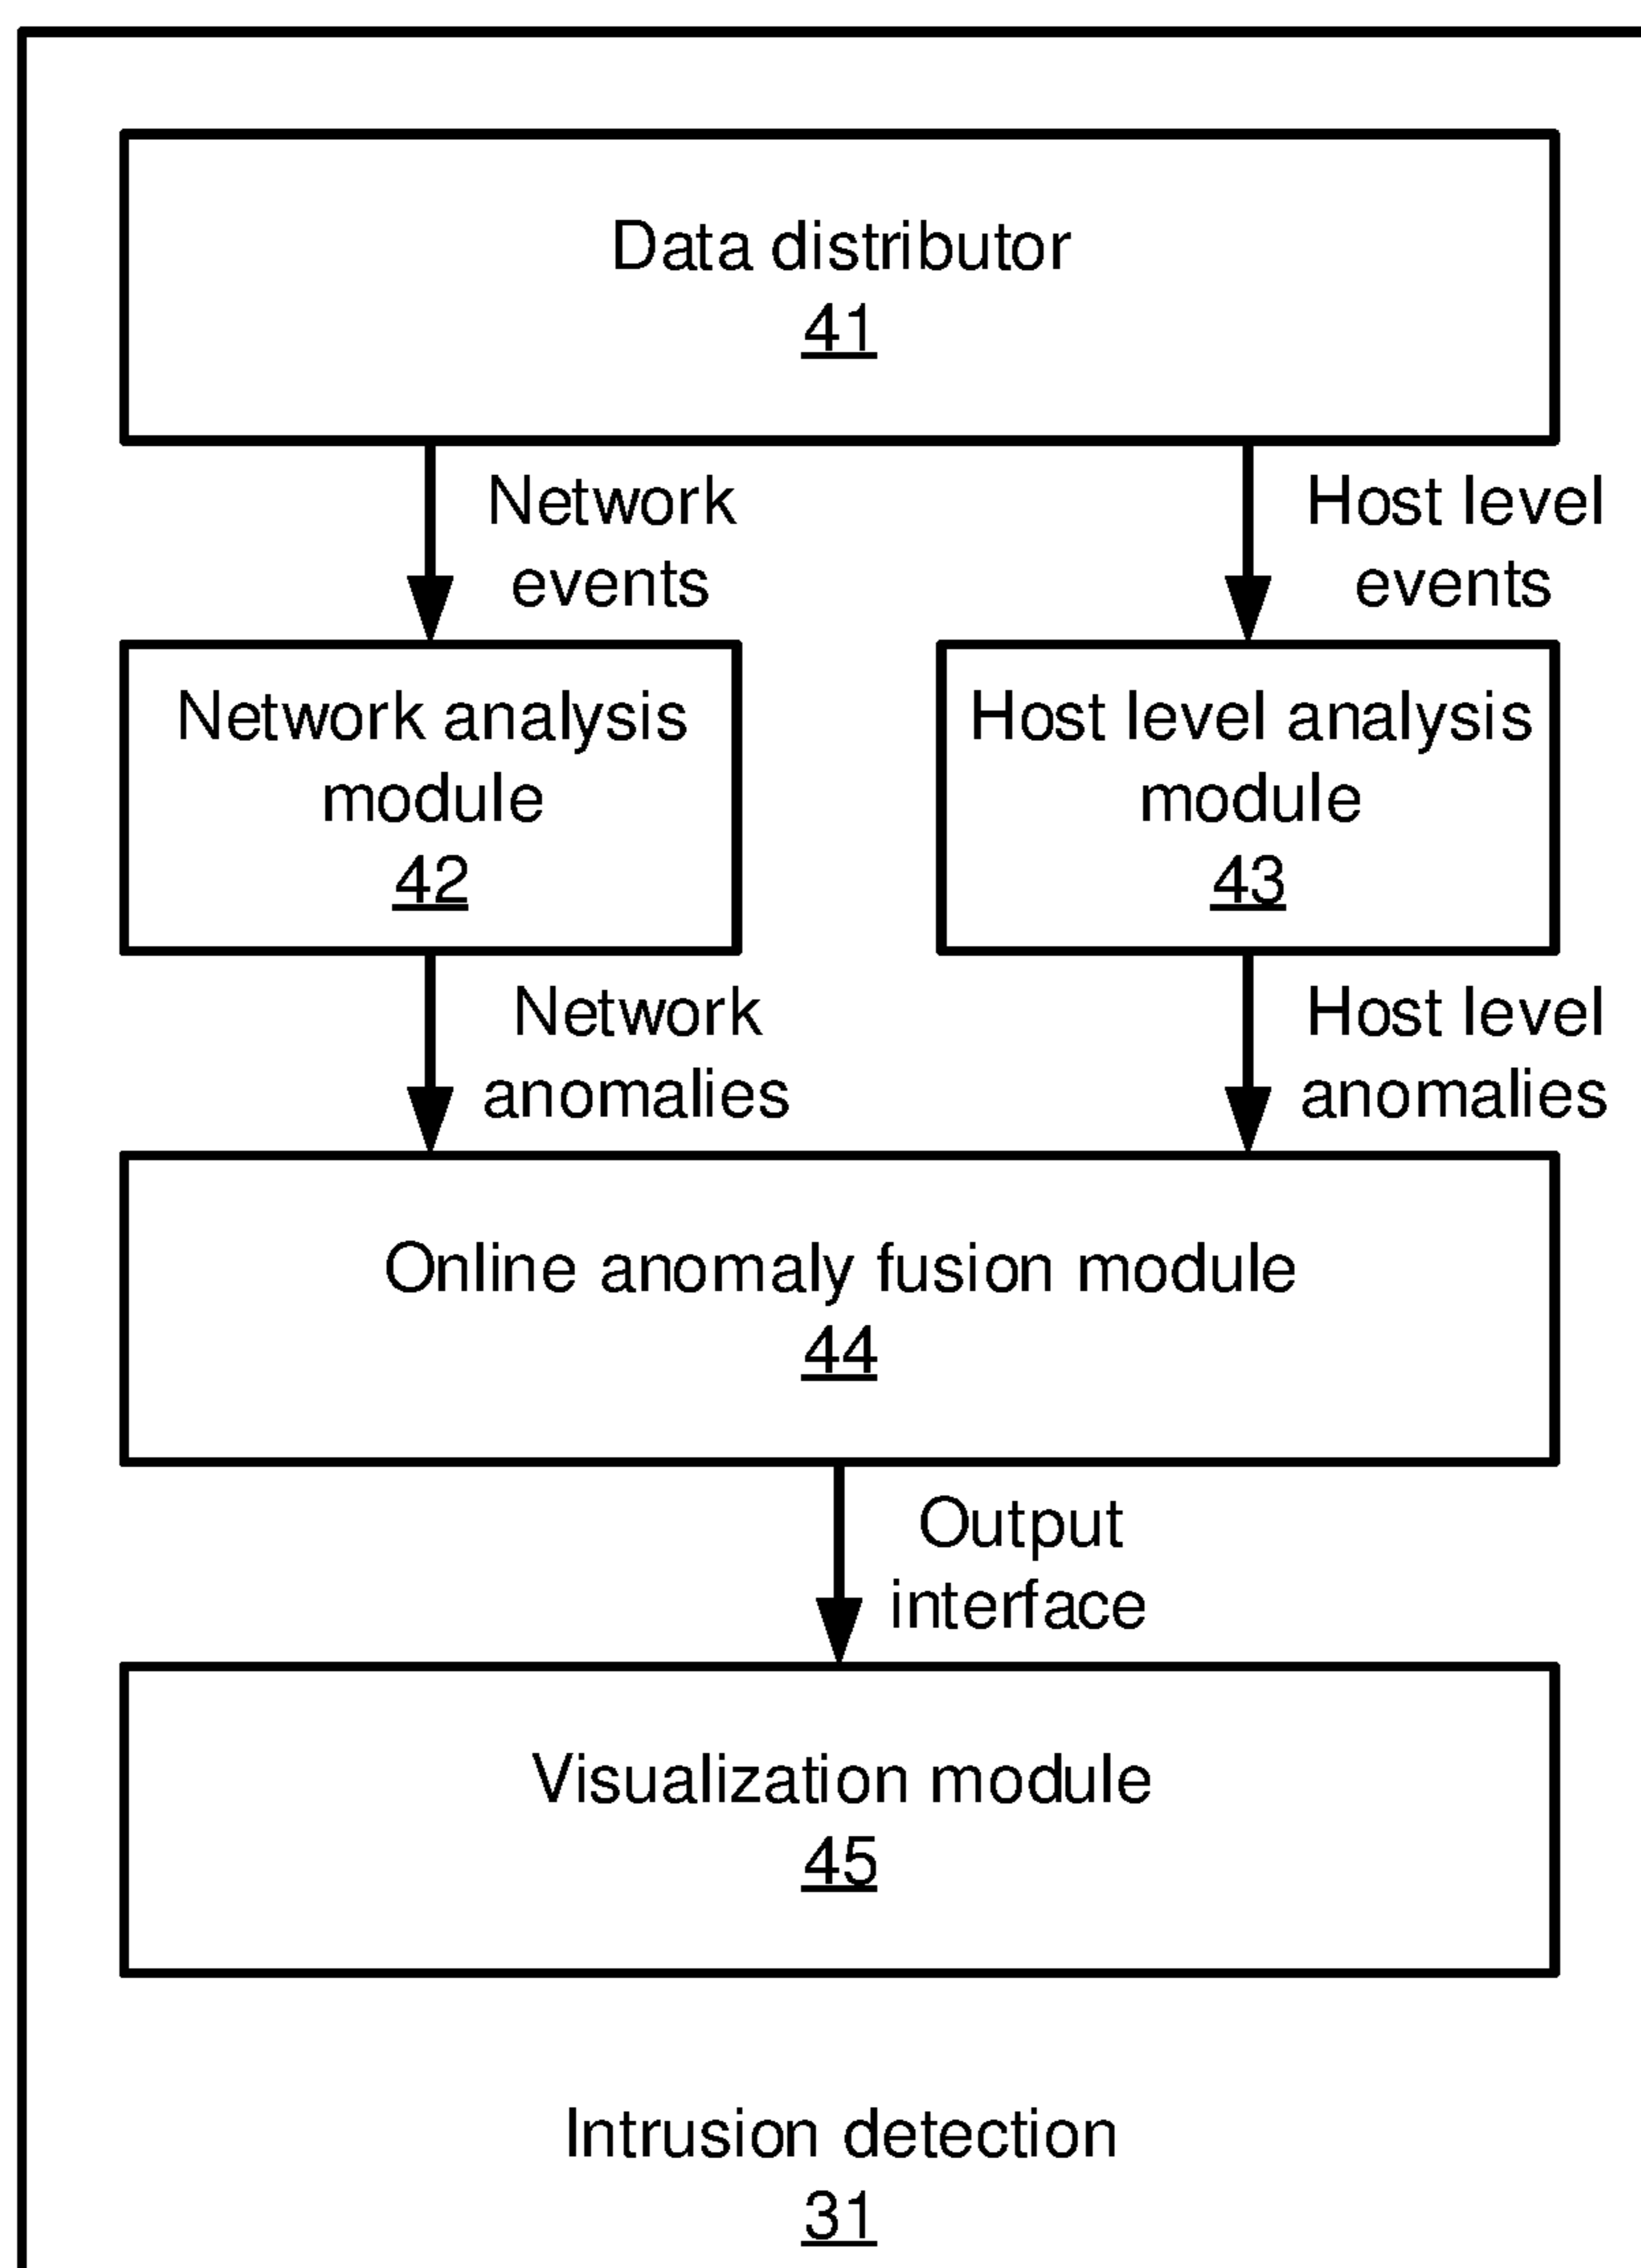 Data distributor
41
Network
events
Host level
events
Network analysis
module
42
Host level analysis
module
43
Network
anomalies
Host level
anomalies
Online anomaly fusion module
44
Output
interface
Visualization module
45
Intrusion detection
31